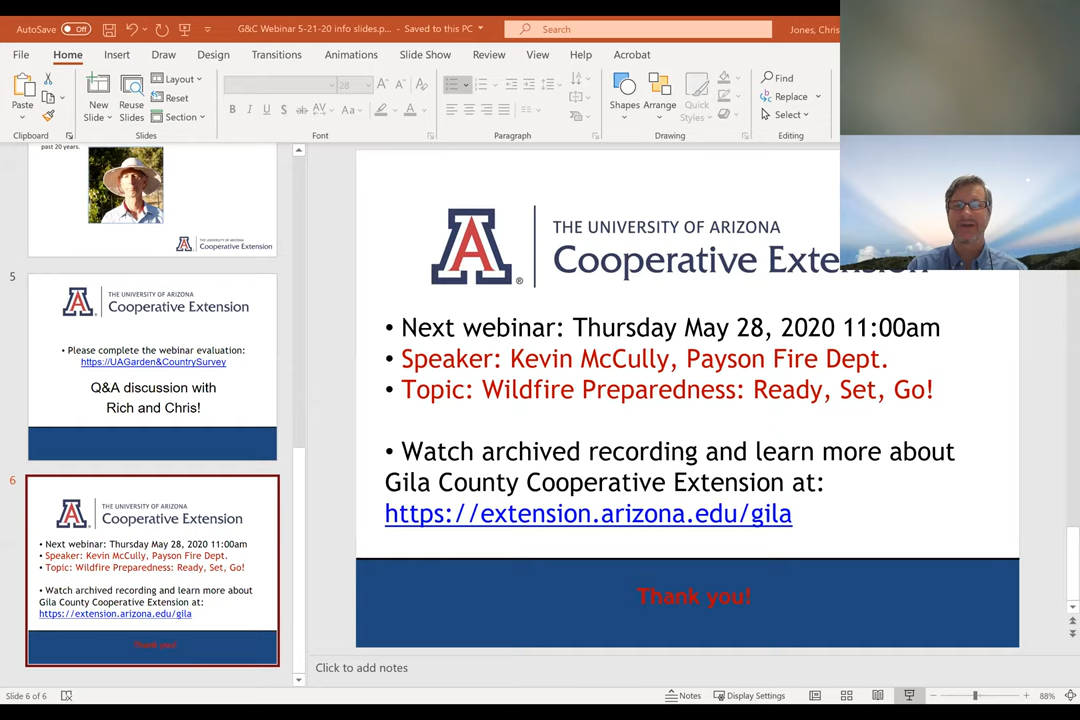 AutoSave Off G&C Webinar 5-21-20 info slides.p... - Saved to this PC Search Jones, Chris
File Home Insert Draw Design Transitions Animations Slide Show Review View Help Acrobat
Paste
Clipboard
New Slide
Reuse Slides
Layout
Reset
Section
Slides
28
B I U S ab AV Aa A
Font
Paragraph
Shapes Arrange Quick Styles
Drawing
Find
Replace
Select
Editing
past 20 years.
THE UNIVERSITY OF ARIZONA
Cooperative Extension
5
A
THE UNIVERSITY OF ARIZONA
Cooperative Extension
• Please complete the webinar evaluation:
https://UAGarden&CountrySurvey
Q&A discussion with
Rich and Chris!
6
A
THE UNIVERSITY OF ARIZONA
Cooperative Extension
• Next webinar: Thursday May 28, 2020 11:00am
• Speaker: Kevin McCully, Payson Fire Dept.
• Topic: Wildfire Preparedness: Ready, Set, Go!
• Watch archived recording and learn more about
Gila County Cooperative Extension at:
https://extension.arizona.edu/gila
Thank you!
A®
THE UNIVERSITY OF ARIZONA
Cooperative Extension
• Next webinar: Thursday May 28, 2020 11:00am
• Speaker: Kevin McCully, Payson Fire Dept.
• Topic: Wildfire Preparedness: Ready, Set, Go!
• Watch archived recording and learn more about
Gila County Cooperative Extension at:
https://extension.arizona.edu/gila
Thank you!
Click to add notes
Slide 6 of 6 Notes Display Settings 88%